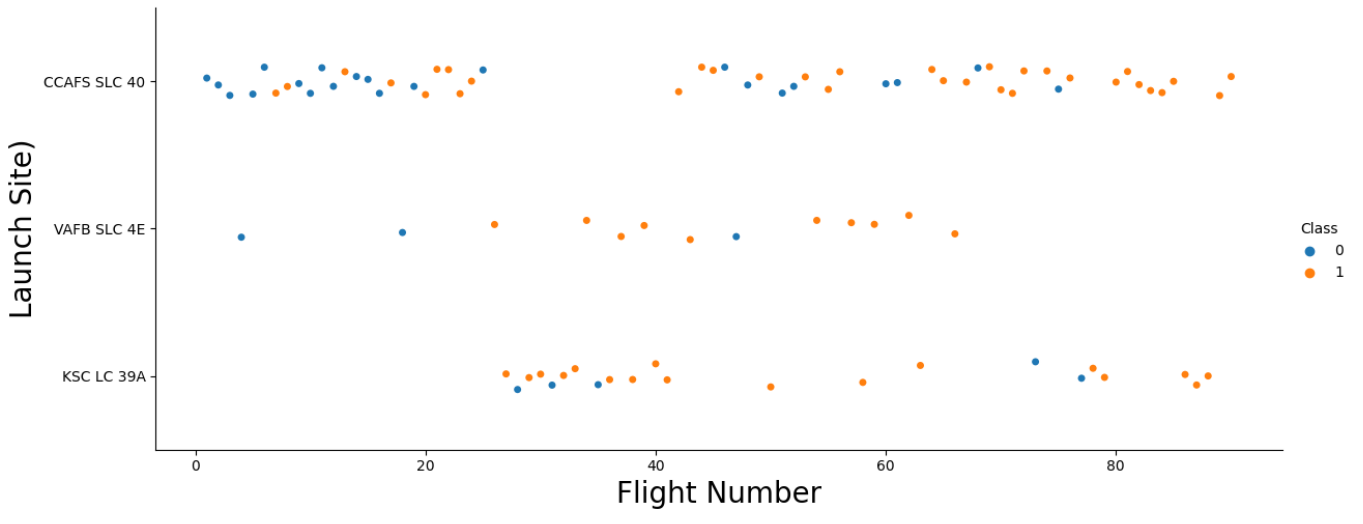 Launch Site)
CCAFS SLC 40
VAFB SLC 4E
KSC LC 39A
0
20
40
60
80
Flight Number
Class
0
1